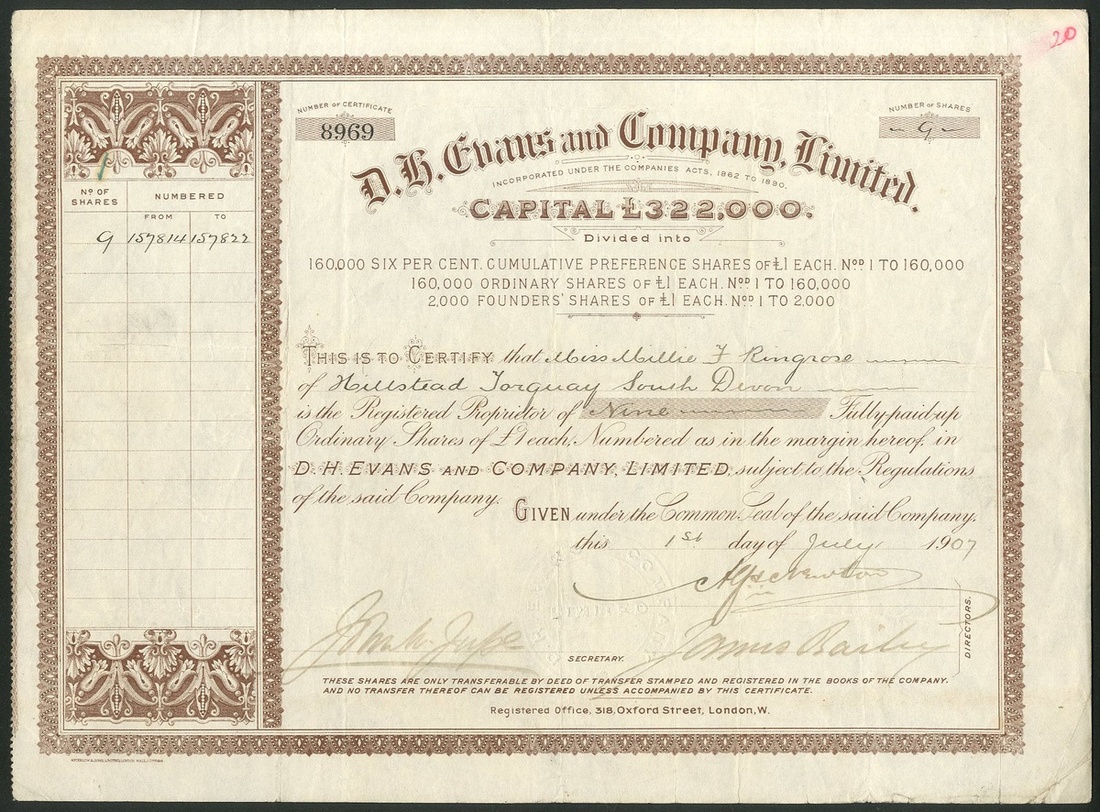 20
NUMBER OF CERTIFICATE
8969
NUMBER OF SHARES
9
D. H. Evans and Company, Limited.
INCORPORATED UNDER THE COMPANIES ACTS, 1862 TO 1890.
CAPITAL £322,000.
Divided into
160,000 SIX PER CENT. CUMULATIVE PREFERENCE SHARES OF £1 EACH. Nos. 1 TO 160,000
160,000 ORDINARY SHARES OF £1 EACH. Nos. 1 TO 160,000
2,000 FOUNDERS' SHARES OF £1 EACH. Nos. 1 TO 2,000
No OF SHARES
NUMBERED
FROM TO
9 157814 157822
THIS IS TO CERTIFY that Miss Millie F Ringrose
of Hillstead Torquay South Devon
is the Registered Proprietor of Nine Fully-paid-up
Ordinary Shares of £1 each, Numbered as in the margin hereof, in
D. H. EVANS AND COMPANY, LIMITED, subject to the Regulations
of the said Company.
GIVEN under the Common Seal of the said Company,
this 1st day of July 1907
Newton
James Bailey
DIRECTORS.
SECRETARY.
THESE SHARES ARE ONLY TRANSFERABLE BY DEED OF TRANSFER STAMPED AND REGISTERED IN THE BOOKS OF THE COMPANY.
AND NO TRANSFER THEREOF CAN BE REGISTERED UNLESS ACCOMPANIED BY THIS CERTIFICATE.
Registered Office, 318, Oxford Street, London, W.